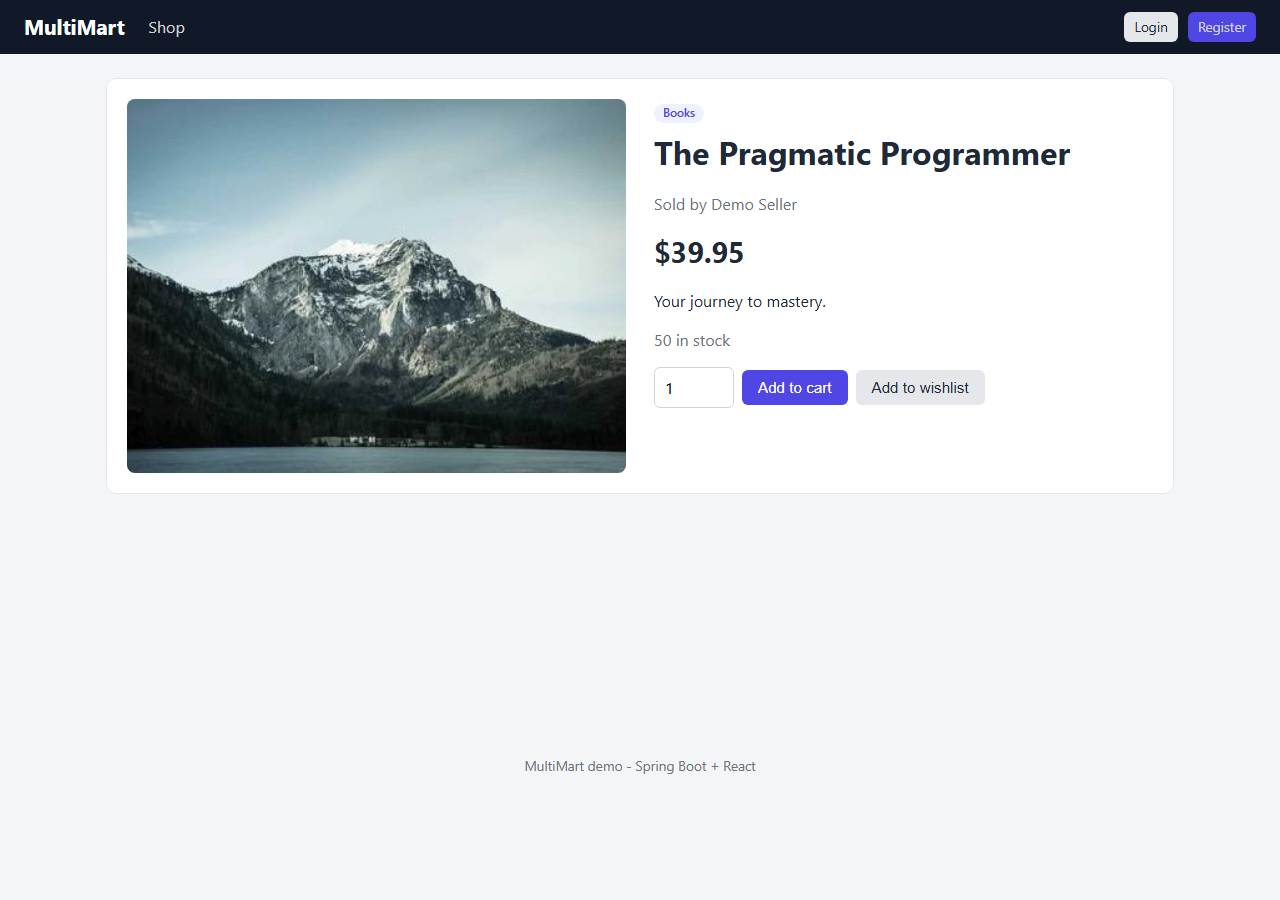 MultiMart Shop Login Register
Books
The Pragmatic Programmer
Sold by Demo Seller
$39.95
Your journey to mastery.
50 in stock
1 Add to cart Add to wishlist
MultiMart demo - Spring Boot + React